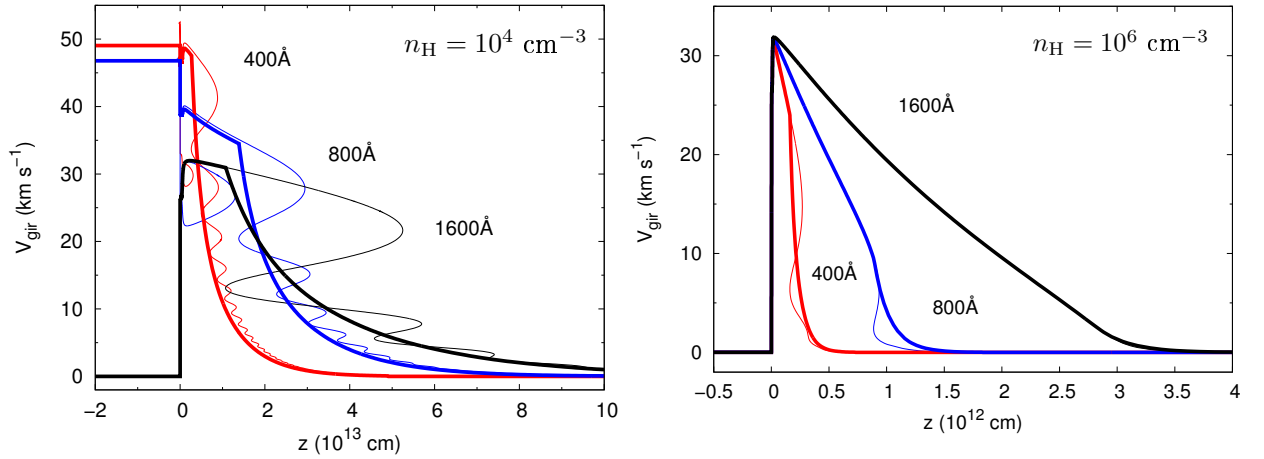 n_H = 10^4 cm^−3
400Å
800Å
1600Å
V_gir (km s^−1)
50
40
30
20
10
0
−2
0
2
4
6
8
10
z (10^13 cm)
n_H = 10^6 cm^−3
1600Å
400Å
800Å
V_gir (km s^−1)
30
20
10
0
−0.5
0
0.5
1
1.5
2
2.5
3
3.5
4
z (10^12 cm)